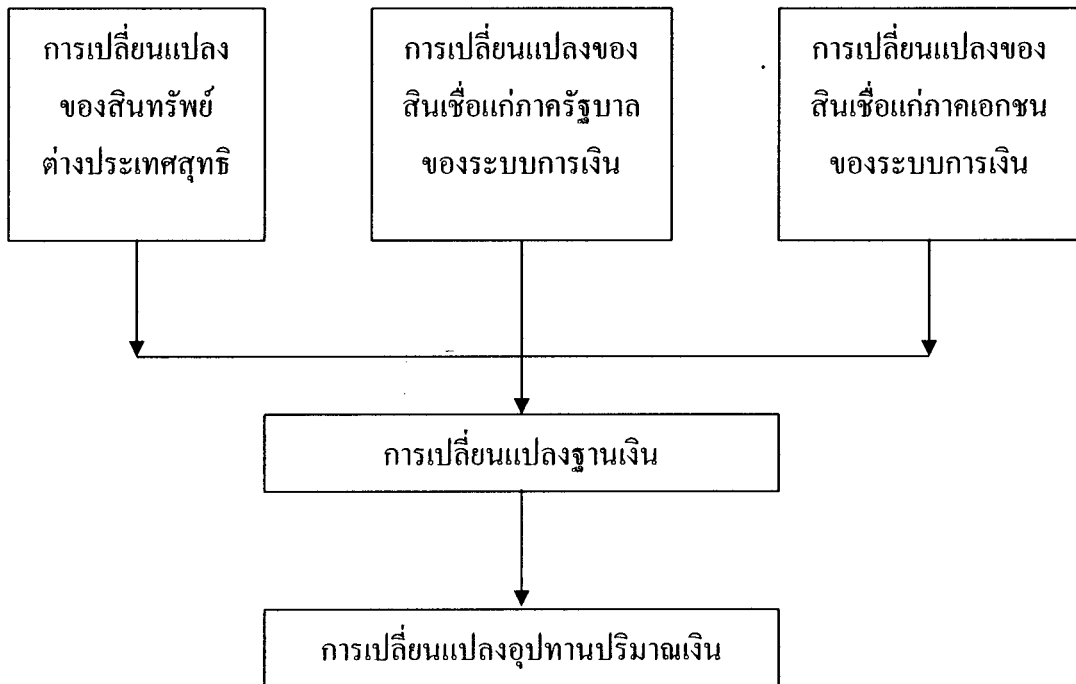 การเปลี่ยนแปลง
ของสินทรัพย์
ต่างประเทศสุทธิ
การเปลี่ยนแปลงของ
สินเชื่อแก่ภาครัฐบาล
ของระบบการเงิน
การเปลี่ยนแปลงของ
สินเชื่อแก่ภาคเอกชน
ของระบบการเงิน
การเปลี่ยนแปลงฐานเงิน
การเปลี่ยนแปลงอุปทานปริมาณเงิน